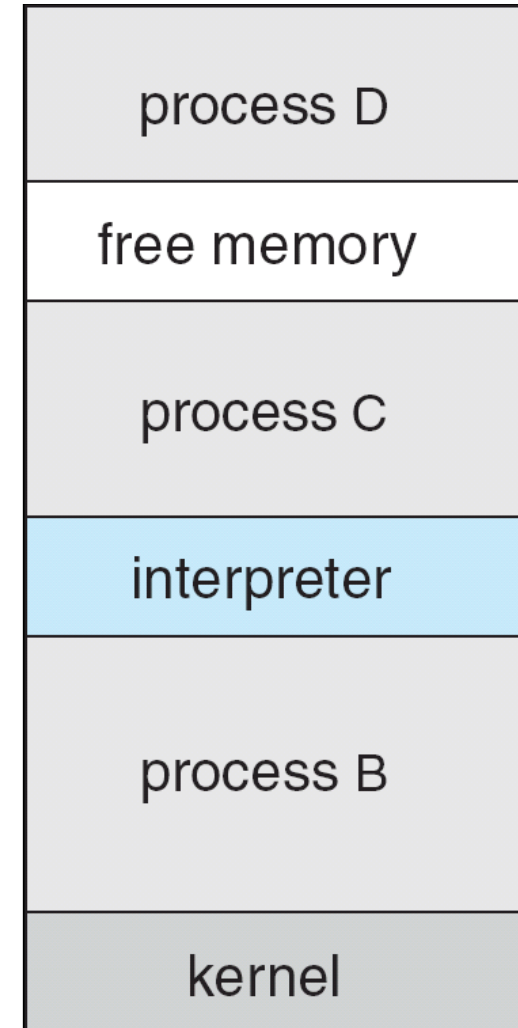 process D
free memory
process C
interpreter
process B
kernel